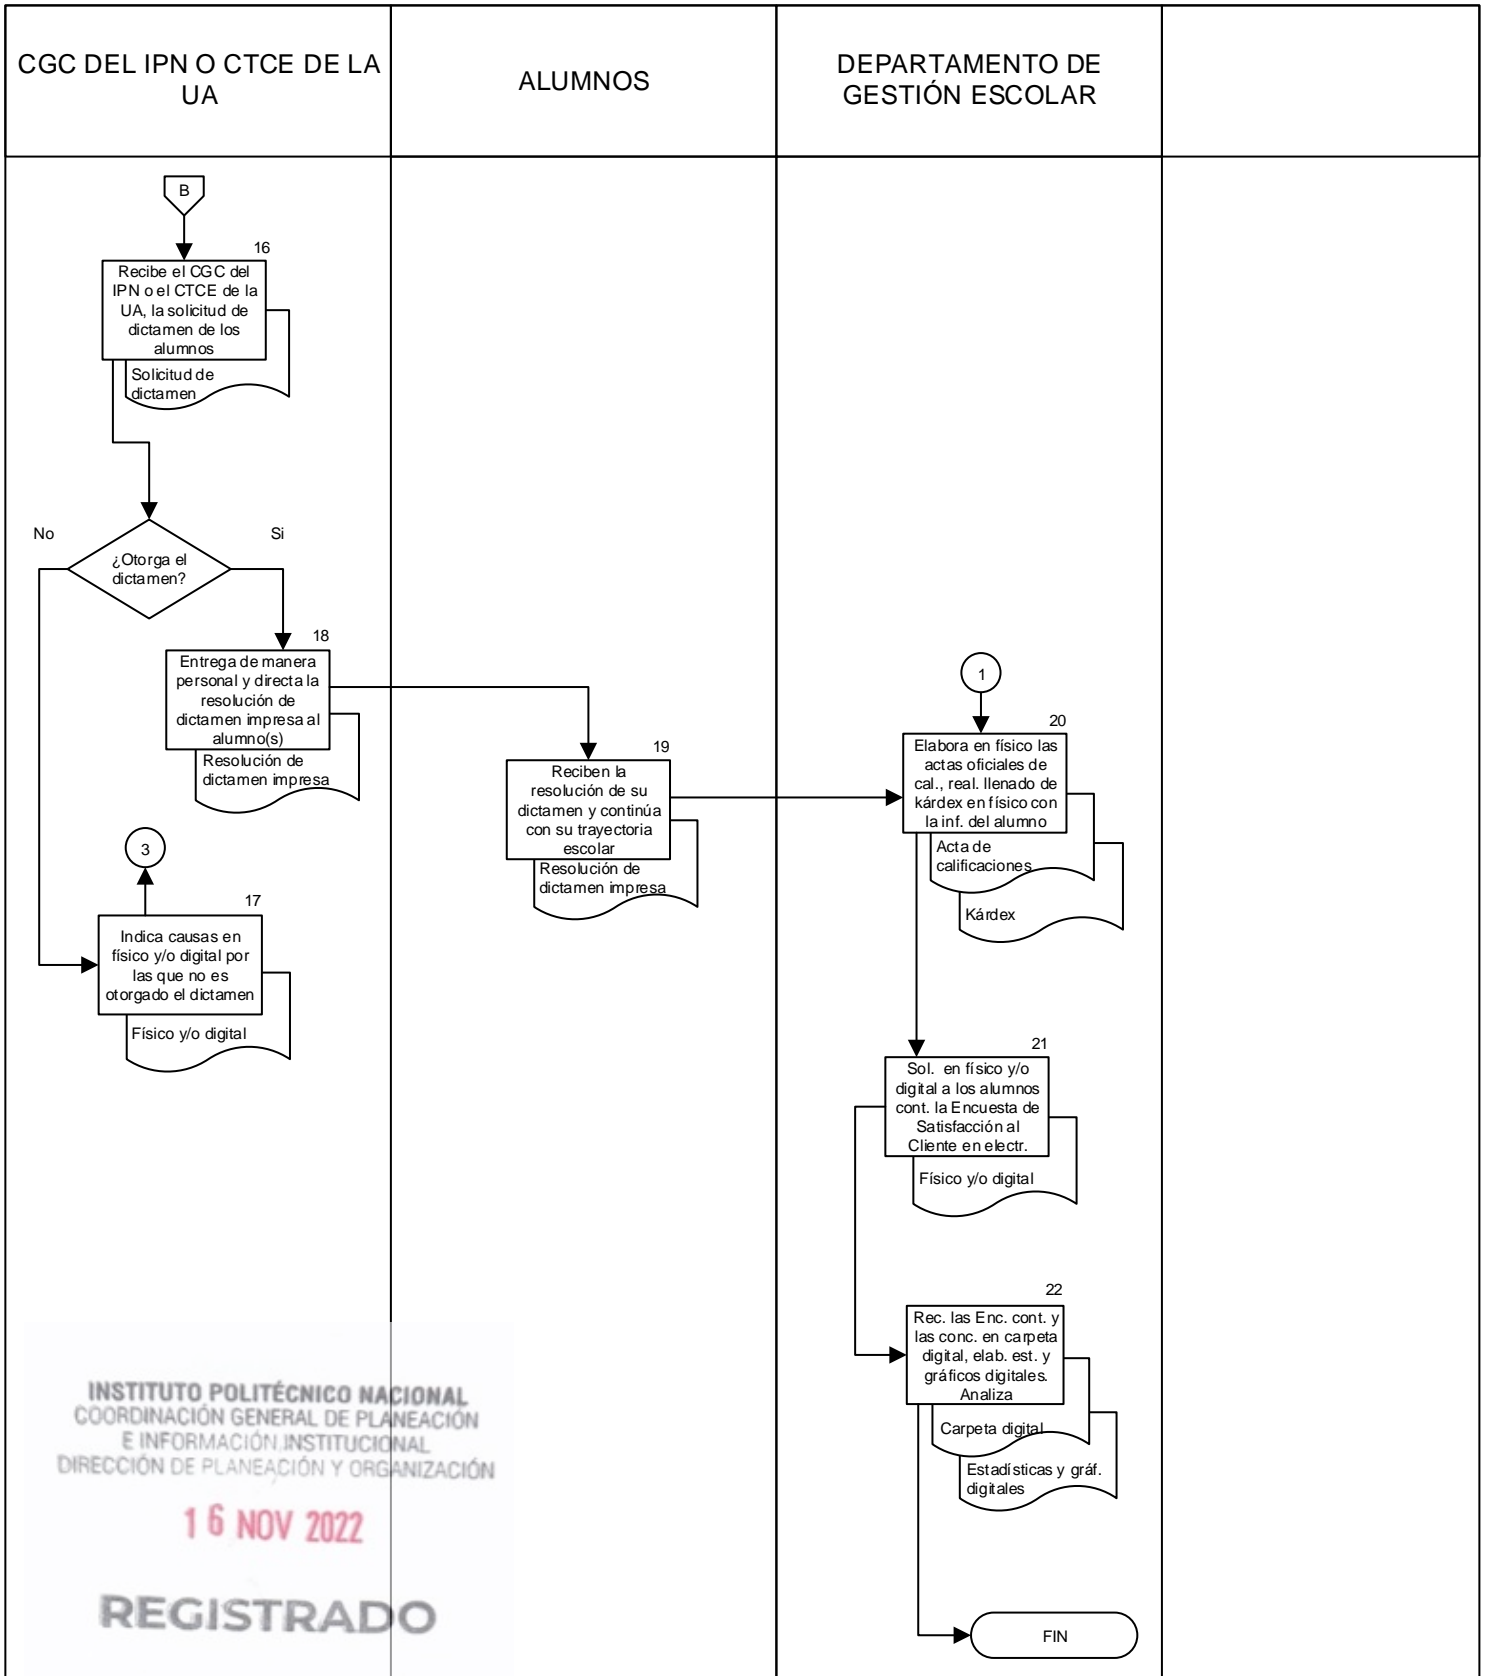 CGC DEL IPN O CTCE DE LA
UA
ALUMNOS
DEPARTAMENTO DE
GESTIÓN ESCOLAR
B
16
Recibe el CGC del
IPN o el CTCE de la
UA, la solicitud de
dictamen de los
alumnos
Solicitud de
dictamen
No
Si
¿Otorga el
dictamen?
18
Entrega de manera
personal y directa la
resolución de
dictamen impresa al
alumno(s)
Resolución de
dictamen impresa
3
17
Indica causas en
físico y/o digital por
las que no es
otorgado el dictamen
Físico y/o digital
19
Reciben la
resolución de su
dictamen y continúa
con su trayectoria
escolar
Resolución de
dictamen impresa
1
20
Elabora en físico las
actas oficiales de
cal., real. llenado de
kárdex en físico con
la inf. del alumno
Acta de
calificaciones
Kárdex
21
Sol. en físico y/o
digital a los alumnos
cont. la Encuesta de
Satisfacción al
Cliente en electr.
Físico y/o digital
22
Rec. las Enc. cont. y
las conc. en carpeta
digital, elab. est. y
gráficos digitales.
Analiza
Carpeta digital
Estadísticas y gráf.
digitales
FIN
INSTITUTO POLITÉCNICO NACIONAL
COORDINACIÓN GENERAL DE PLANEACIÓN
E INFORMACIÓN INSTITUCIONAL
DIRECCIÓN DE PLANEACIÓN Y ORGANIZACIÓN
16 NOV 2022
REGISTRADO